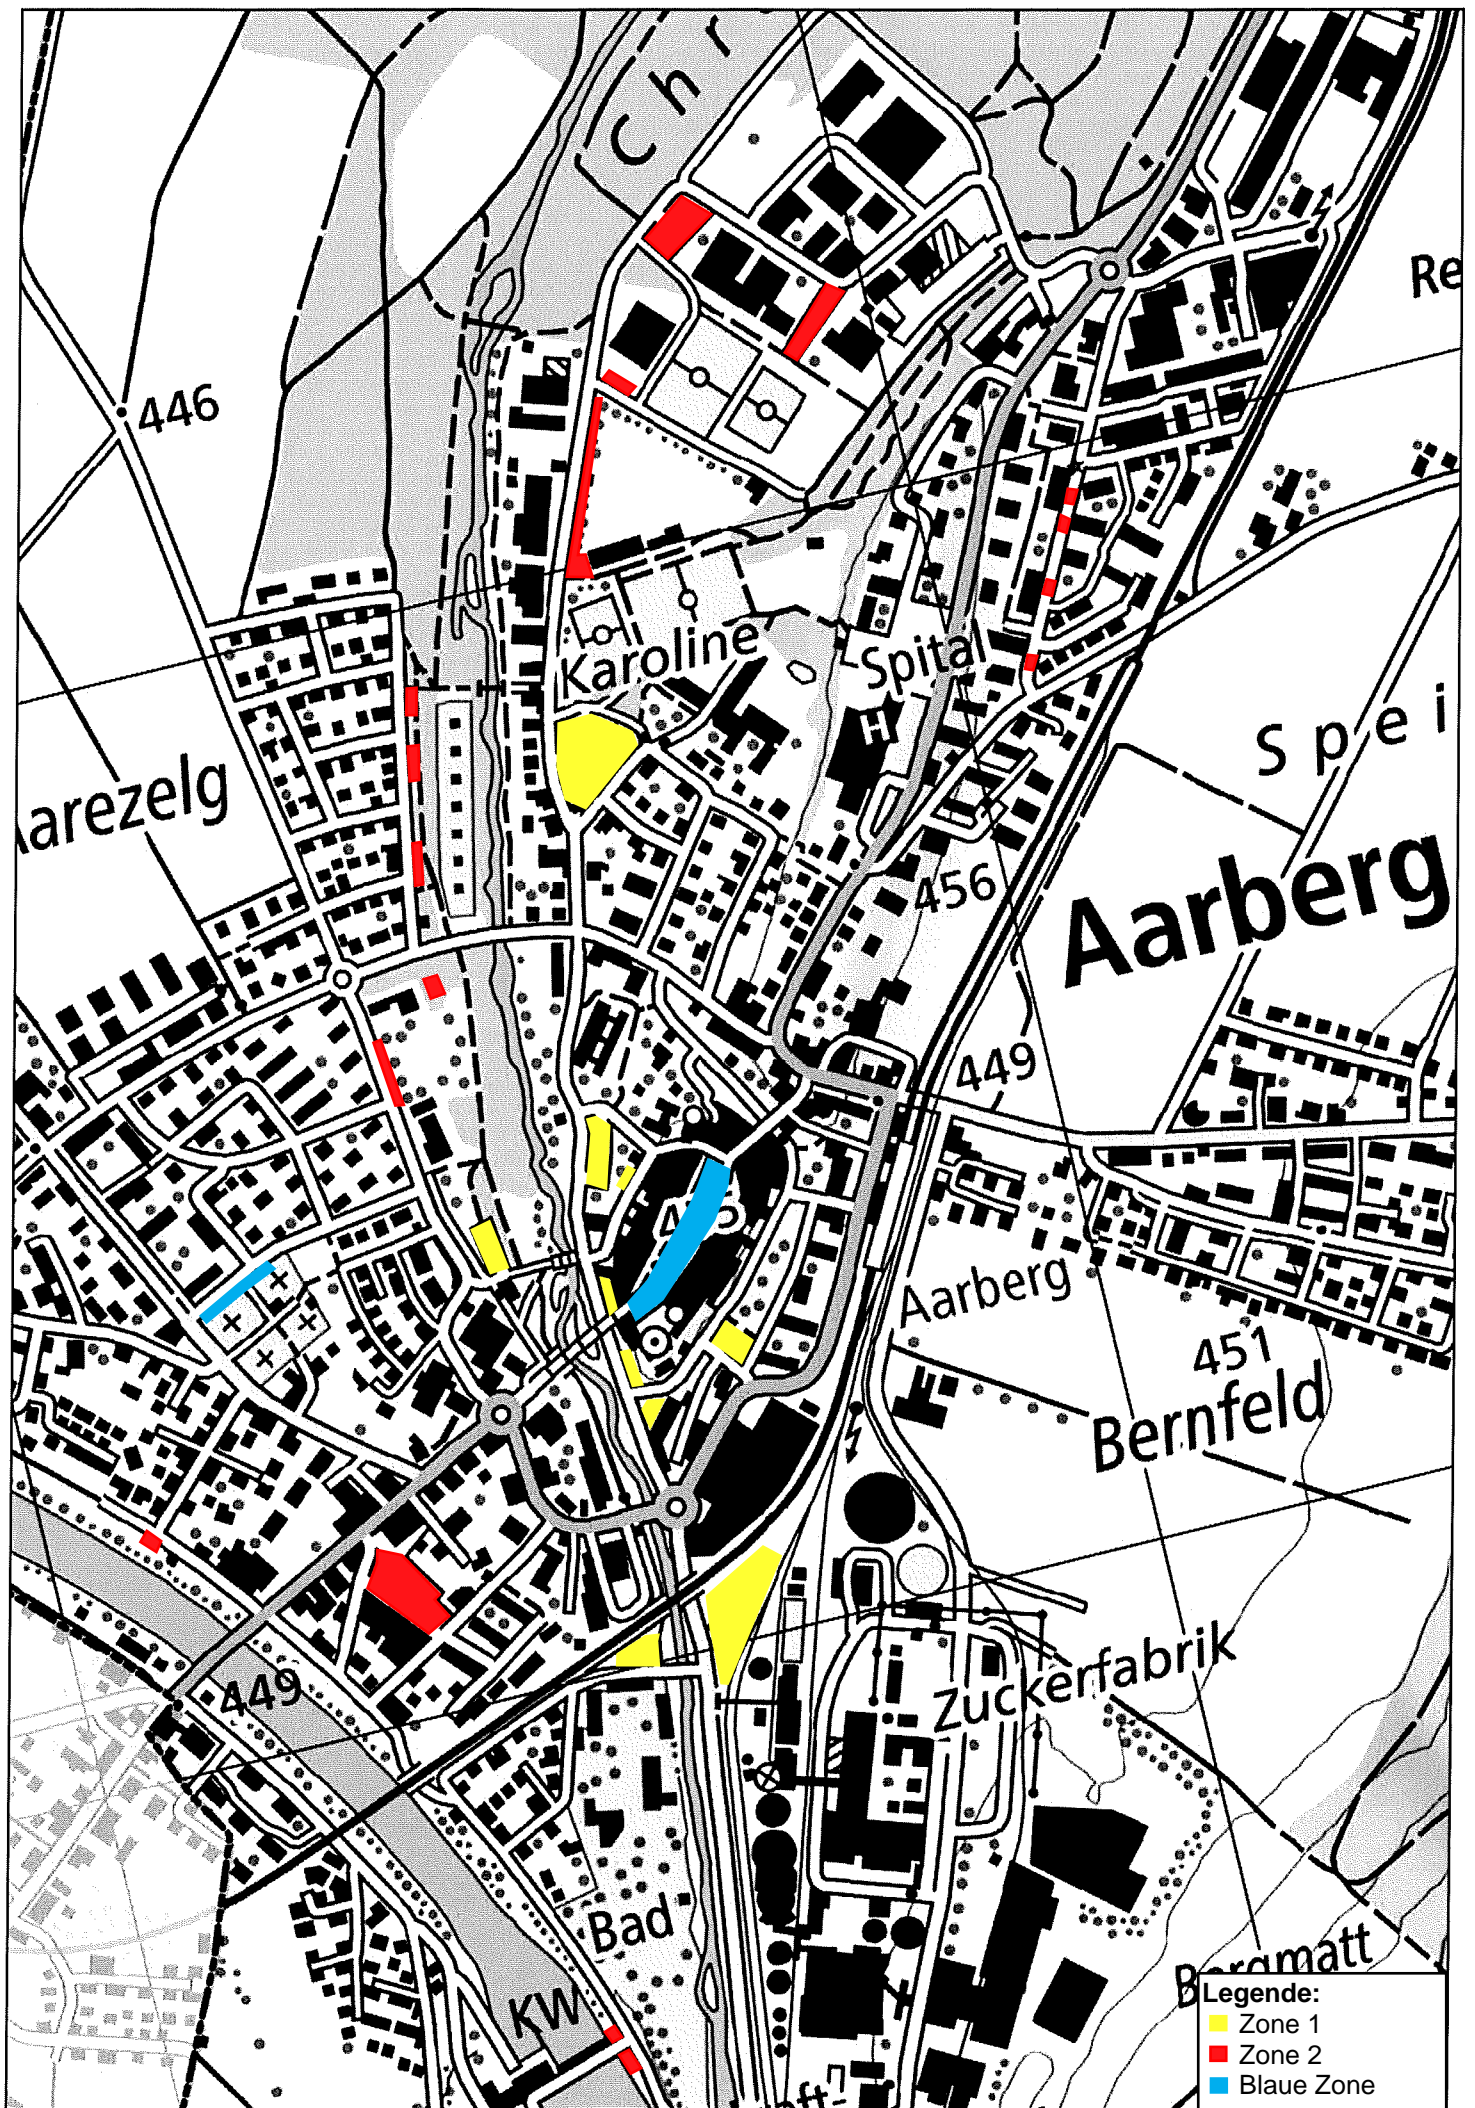 Chr
Re
446
Karoline
Spital
H
Spei
Aarezelg
456
Aarberg
449
Aarberg
451
Bernfeld
Zuckerfabrik
449
Bad
Bergmatt
KW
Legende:
Zone 1
Zone 2
Blaue Zone